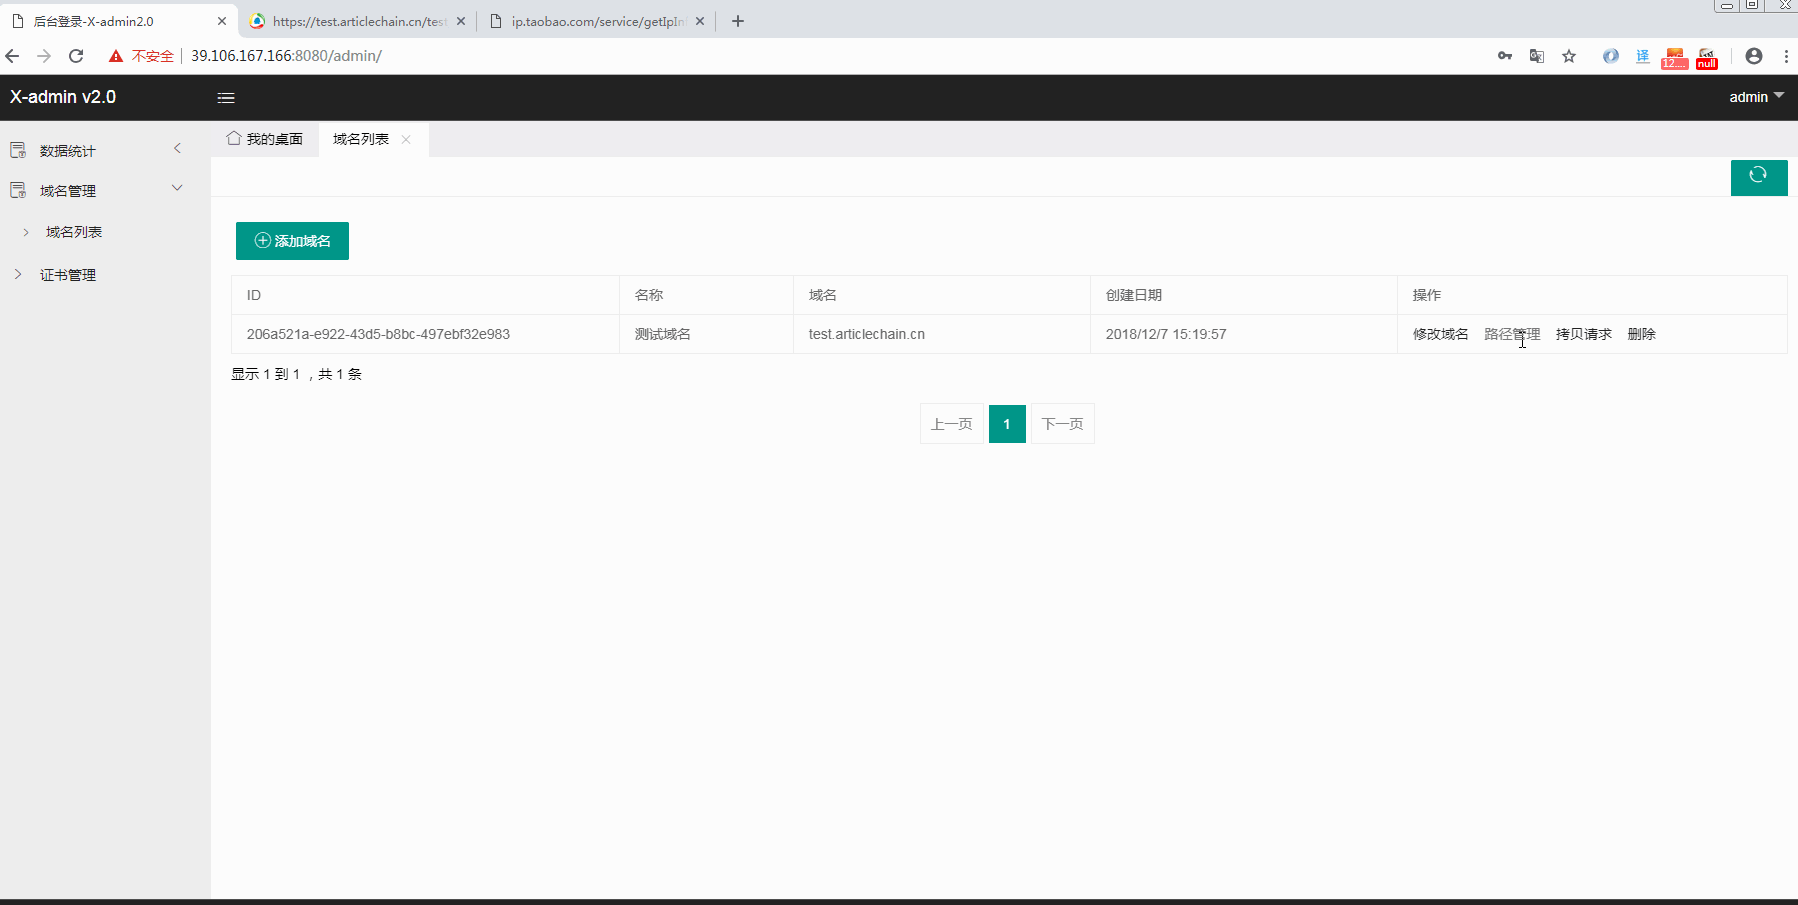 后台登录-X-admin2.0
https://test.articlechain.cn/test
ip.taobao.com/service/getIpIn
不安全 39.106.167.166:8080/admin/
译
12....
null
X-admin v2.0
admin
数据统计
域名管理
域名列表
证书管理
我的桌面
域名列表
添加域名
ID 名称 域名 创建日期 操作
206a521a-e922-43d5-b8bc-497ebf32e983 测试域名 test.articlechain.cn 2018/12/7 15:19:57 修改域名 路径管理 拷贝请求 删除
显示 1 到 1 ，共 1 条
上一页 1 下一页